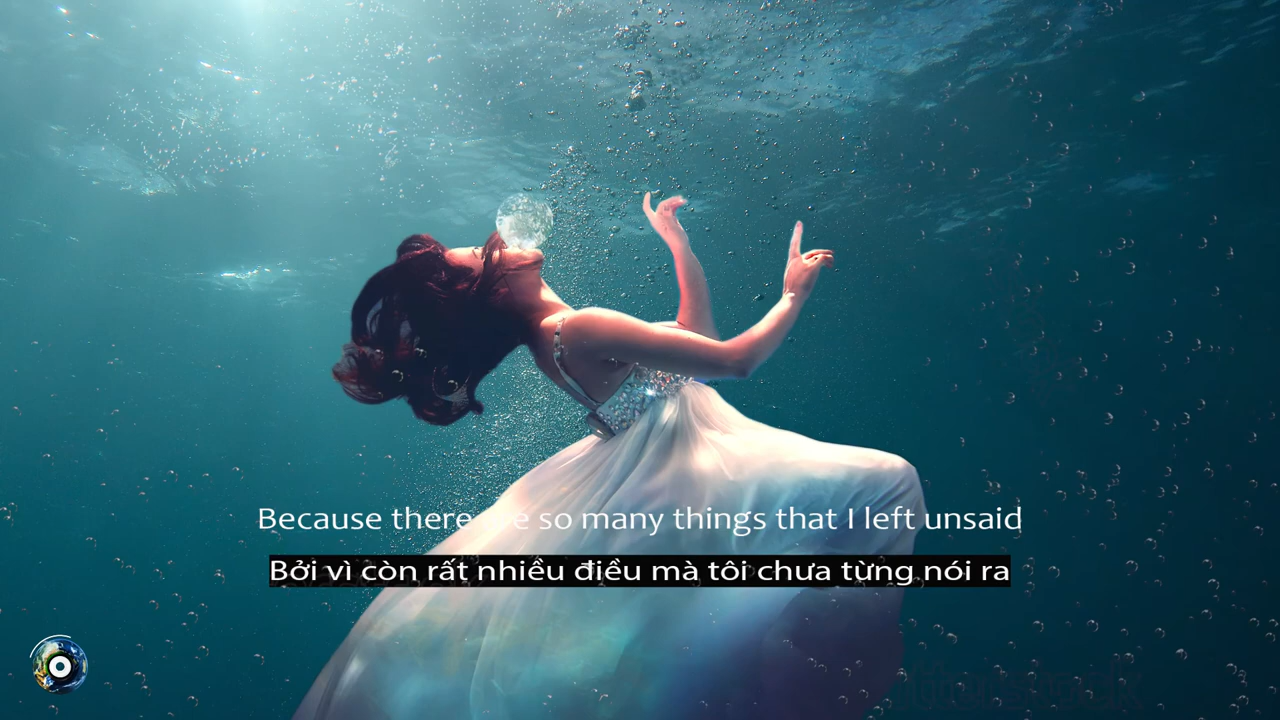 Because there are so many things that I left unsaid
Bởi vì còn rất nhiều điều mà tôi chưa từng nói ra